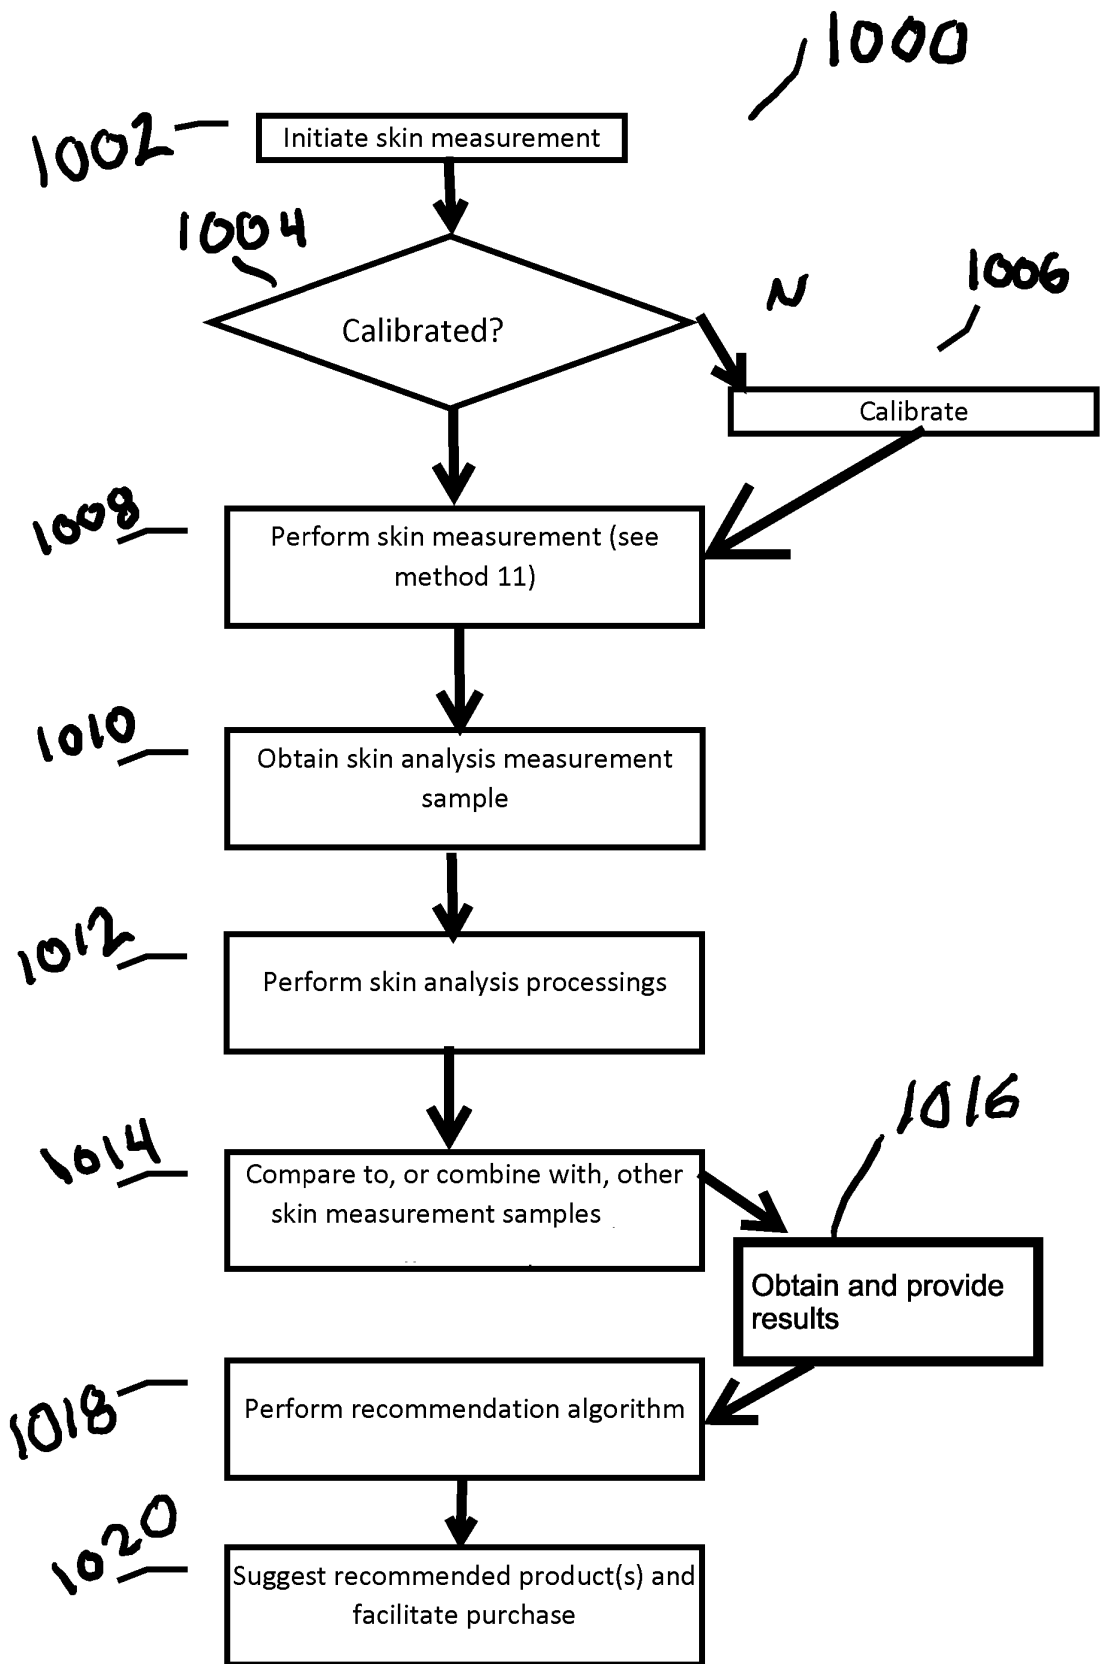 1000
1002
Initiate skin measurement
1004
Calibrated?
N
1006
Calibrate
1008
Perform skin measurement (see
method 11)
1010
Obtain skin analysis measurement
sample
1012
Perform skin analysis processings
1014
Compare to, or combine with, other
skin measurement samples
1016
Obtain and provide
results
1018
Perform recommendation algorithm
1020
Suggest recommended product(s) and
facilitate purchase